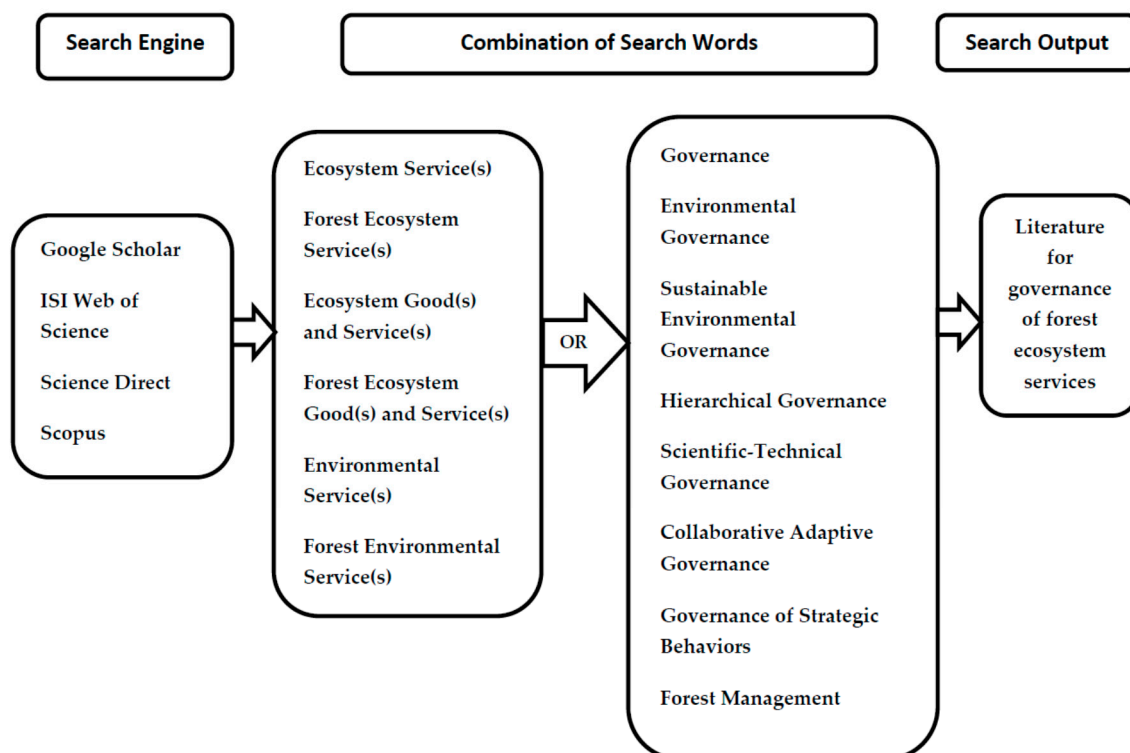 Search Engine
Combination of Search Words
Search Output
Google Scholar
ISI Web of
Science
Science Direct
Scopus
Ecosystem Service(s)
Forest Ecosystem
Service(s)
Ecosystem Good(s)
and Service(s)
Forest Ecosystem
Good(s) and Service(s)
Environmental
Service(s)
Forest Environmental
Service(s)
OR
Governance
Environmental
Governance
Sustainable
Environmental
Governance
Hierarchical Governance
Scientific-Technical
Governance
Collaborative Adaptive
Governance
Governance of Strategic
Behaviors
Forest Management
Literature
for
governance
of forest
ecosystem
services